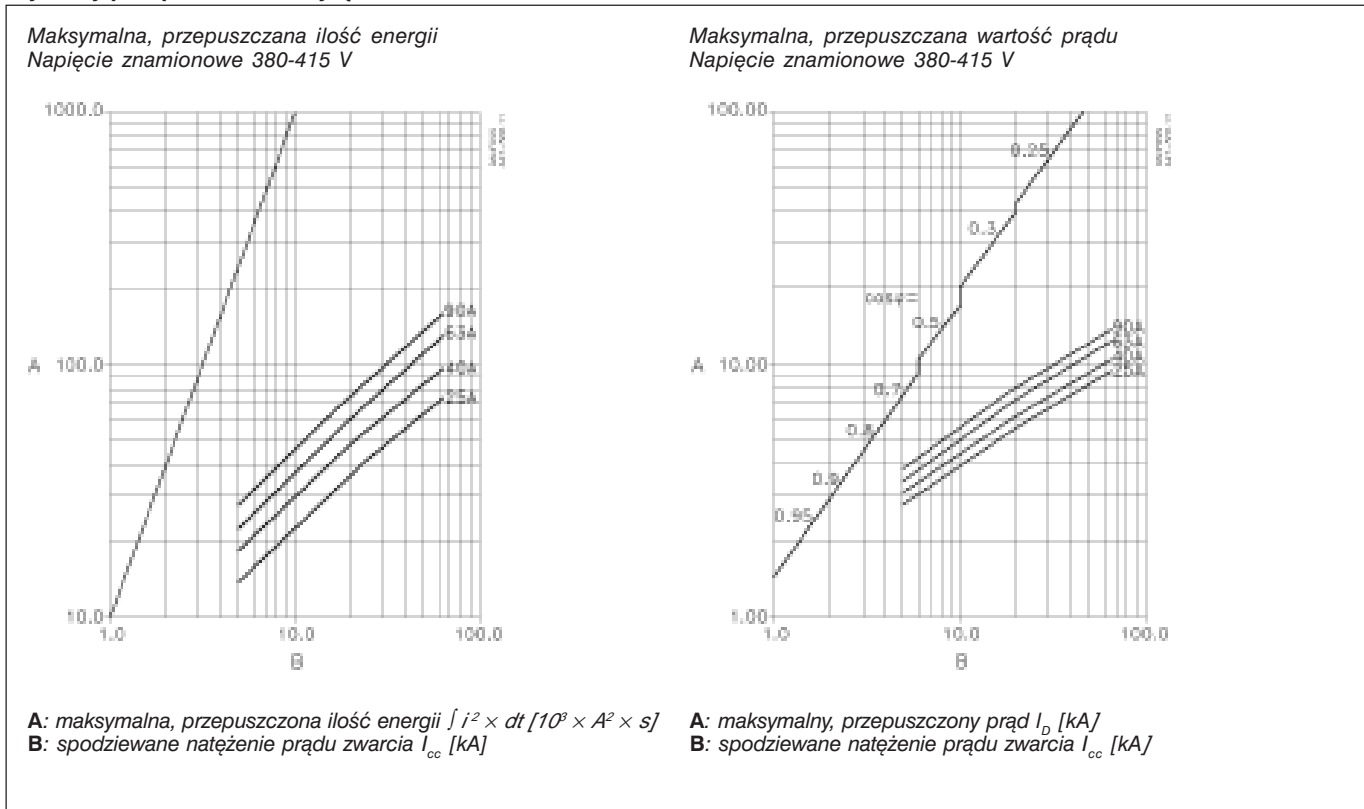 Maksymalna, przepuszczana ilość energii
Napięcie znamionowe 380-415 V
1000.0
A 100.0
10.0
1.0 10.0 100.0
B
90A
63A
40A
25A
A: maksymalna, przepuszczona ilość energii ∫ i² × dt [10³ × A² × s]
B: spodziewane natężenie prądu zwarcia Icc [kA]
Maksymalna, przepuszczana wartość prądu
Napięcie znamionowe 380-415 V
100.00
A 10.00
1.00
1.0 10.0 100.0
B
0.25
0.3
cosφ=
0.5
0.7
0.8
0.9
0.95
90A
63A
40A
25A
A: maksymalny, przepuszczony prąd ID [kA]
B: spodziewane natężenie prądu zwarcia Icc [kA]